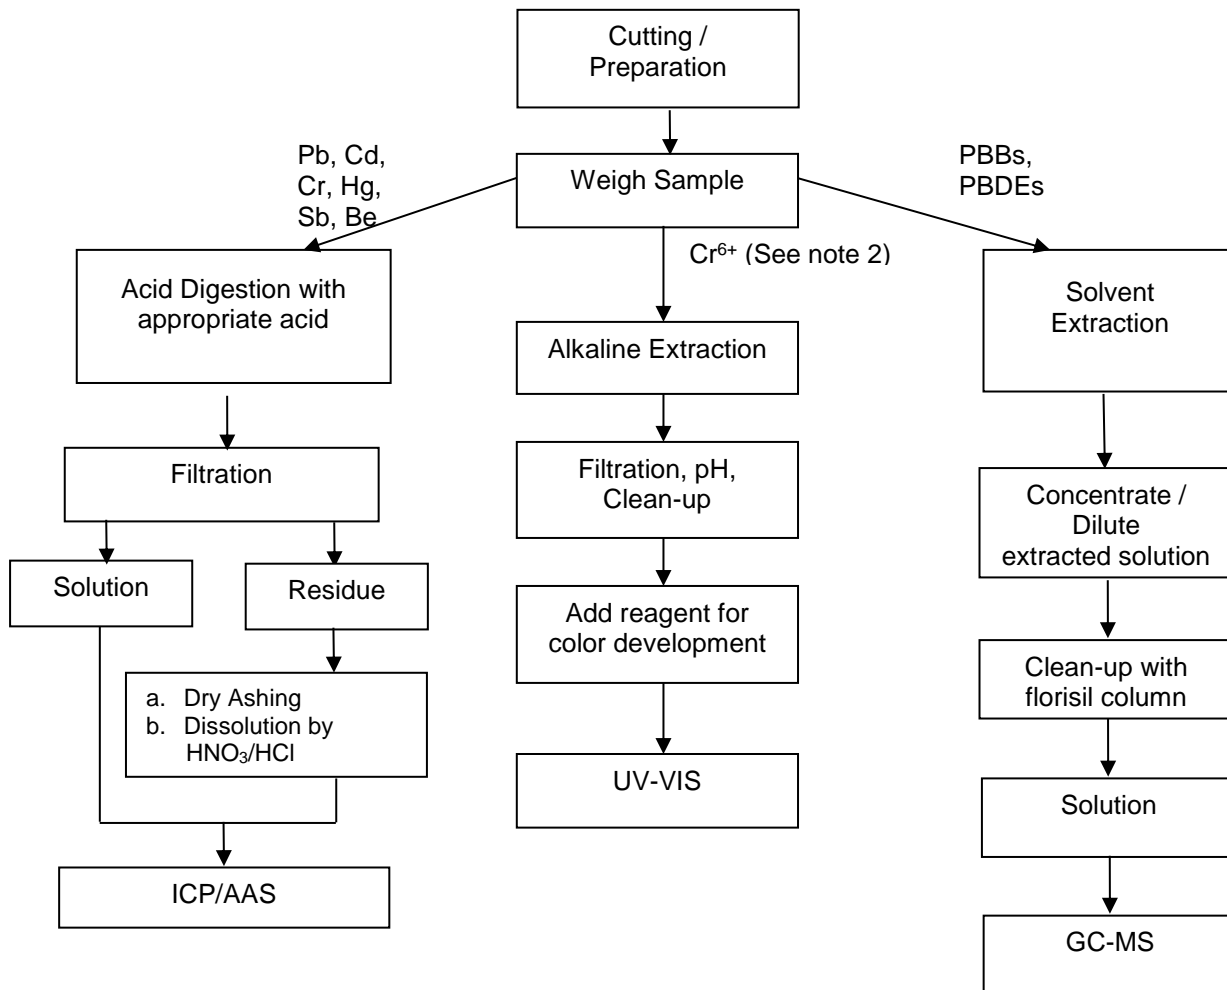 Cutting /
Preparation
Pb, Cd,
Cr, Hg,
Sb, Be
Weigh Sample
PBBs,
PBDEs
Cr⁶⁺ (See note 2)
Acid Digestion with
appropriate acid
Solvent
Extraction
Alkaline Extraction
Filtration
Filtration, pH,
Clean-up
Concentrate /
Dilute
extracted solution
Solution
Residue
Add reagent for
color development
a. Dry Ashing
b. Dissolution by
HNO₃/HCl
Clean-up with
florisil column
UV-VIS
Solution
ICP/AAS
GC-MS